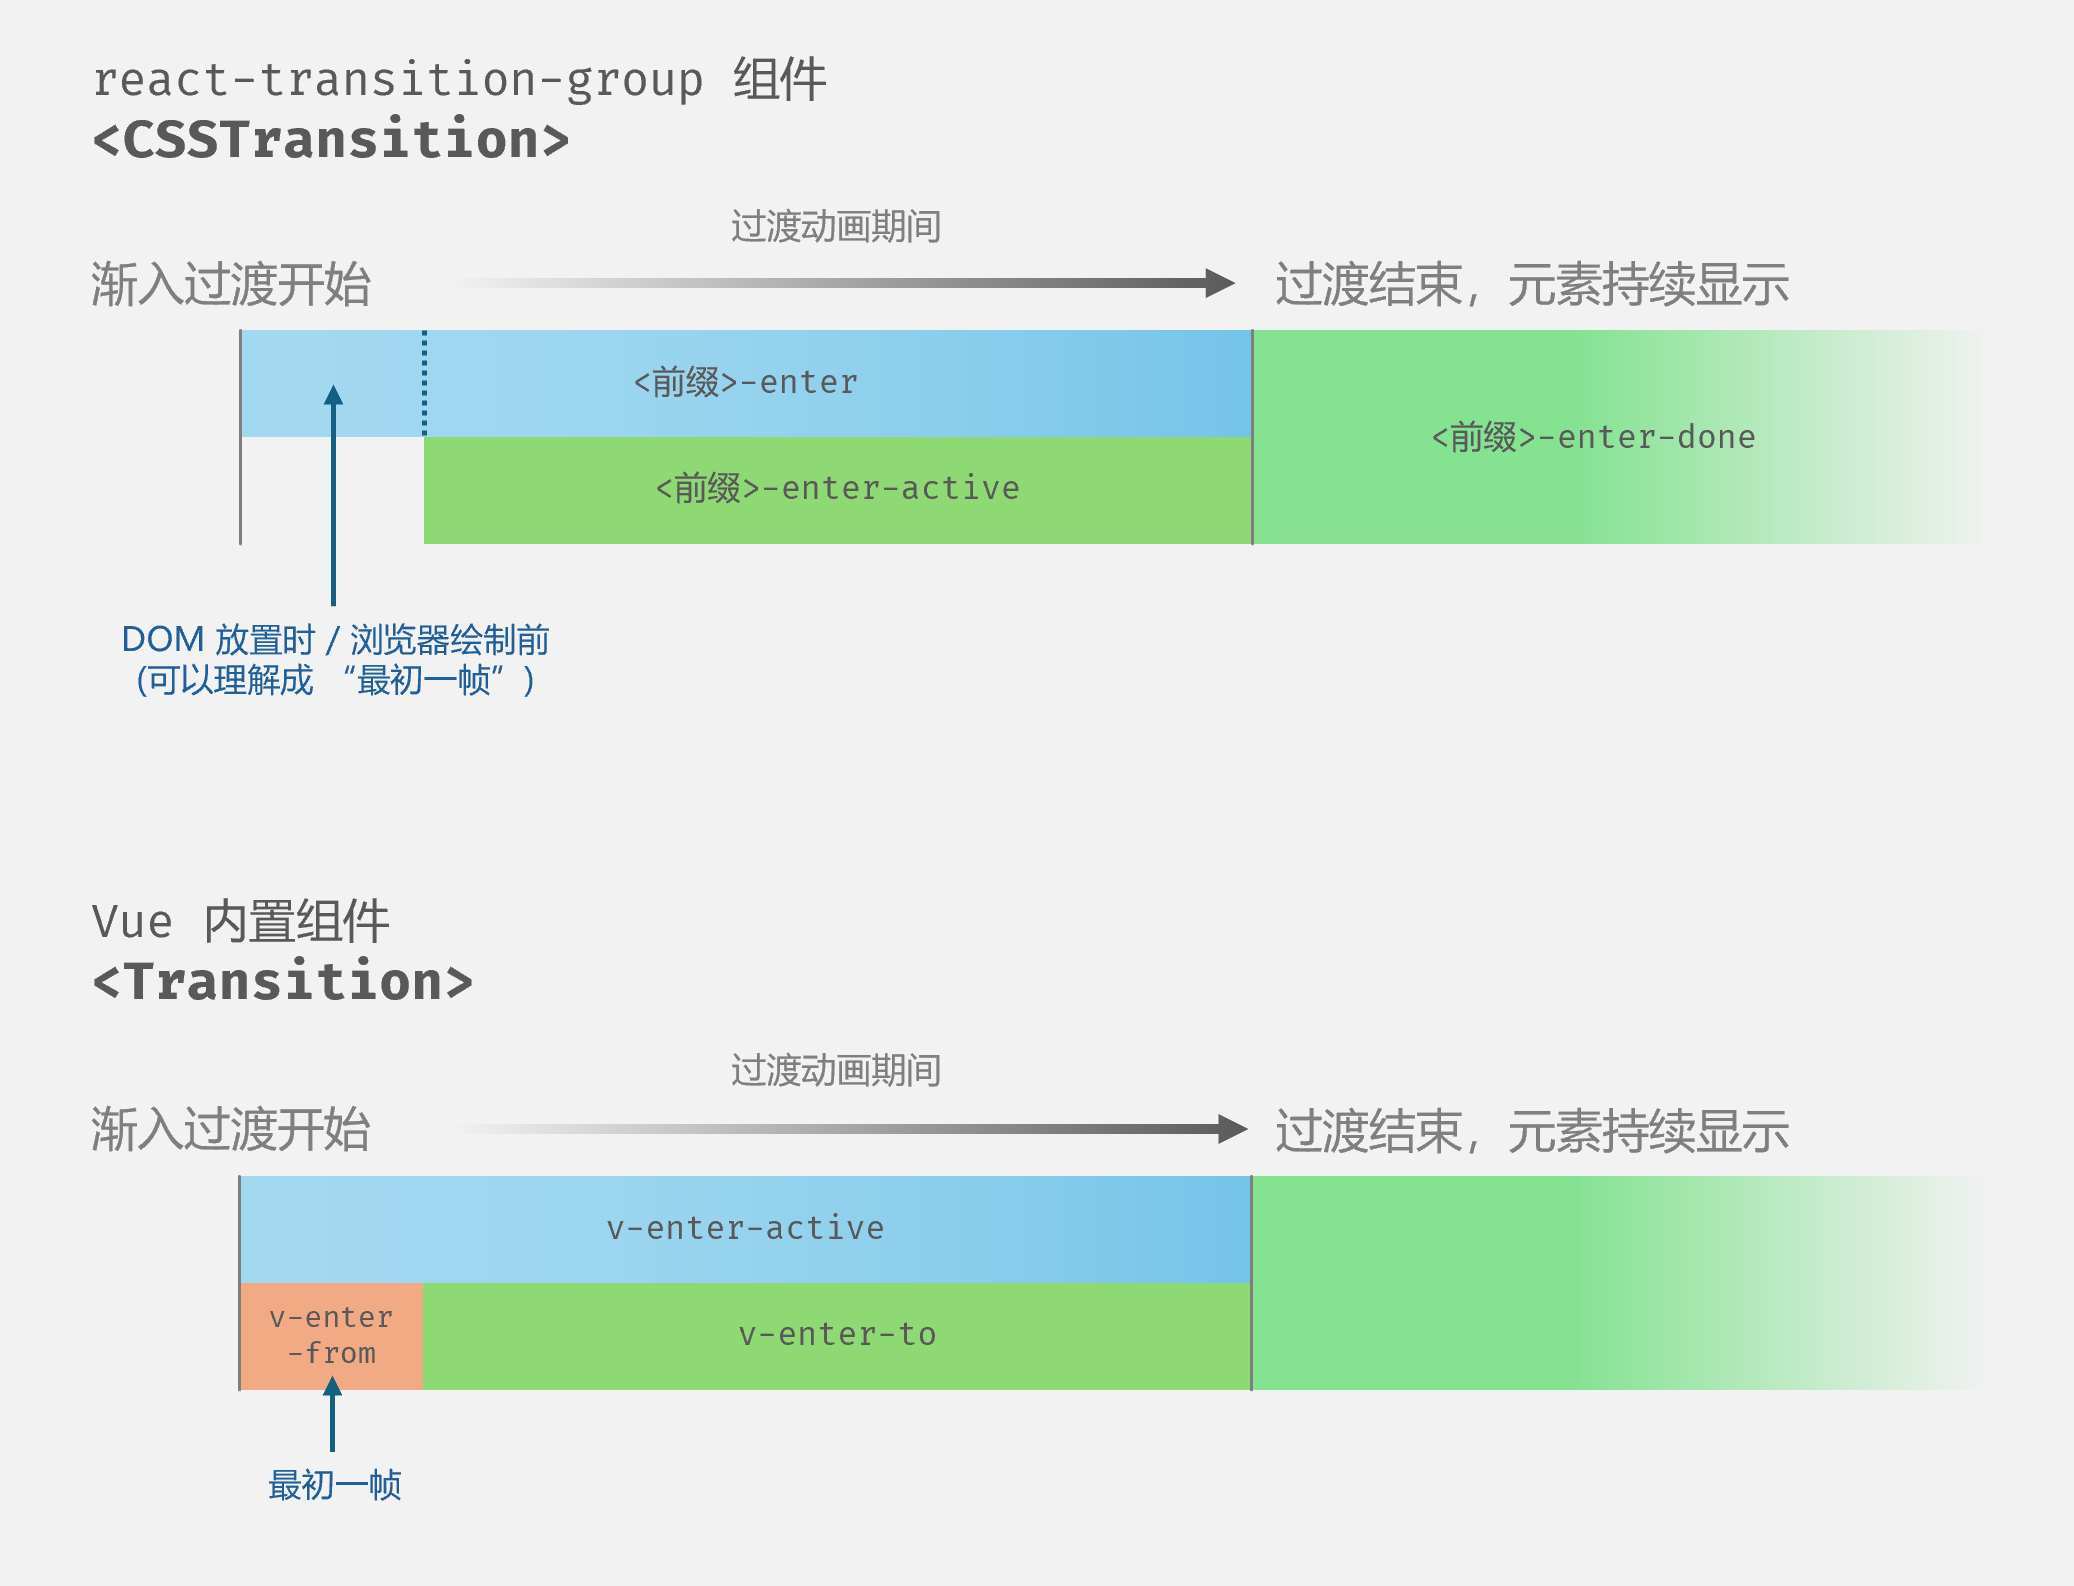 react-transition-group 组件
<CSSTransition>
过渡动画期间
渐入过渡开始
过渡结束，元素持续显示
<前缀>-enter
<前缀>-enter-done
<前缀>-enter-active
DOM 放置时 / 浏览器绘制前
(可以理解成 “最初一帧”)
Vue 内置组件
<Transition>
过渡动画期间
渐入过渡开始
过渡结束，元素持续显示
v-enter-active
v-enter
-from
v-enter-to
最初一帧